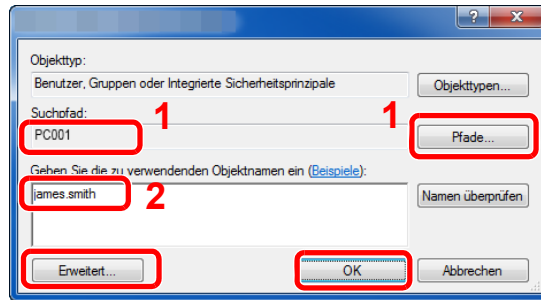 Objekttyp:
Benutzer, Gruppen oder Integrierte Sicherheitsprinzipale
Objekttypen...
Suchpfad:
1
1
PC001
Pfade...
Geben Sie die zu verwendenden Objektnamen ein (Beispiele):
james.smith
2
Namen überprüfen
Erweitert...
OK
Abbrechen